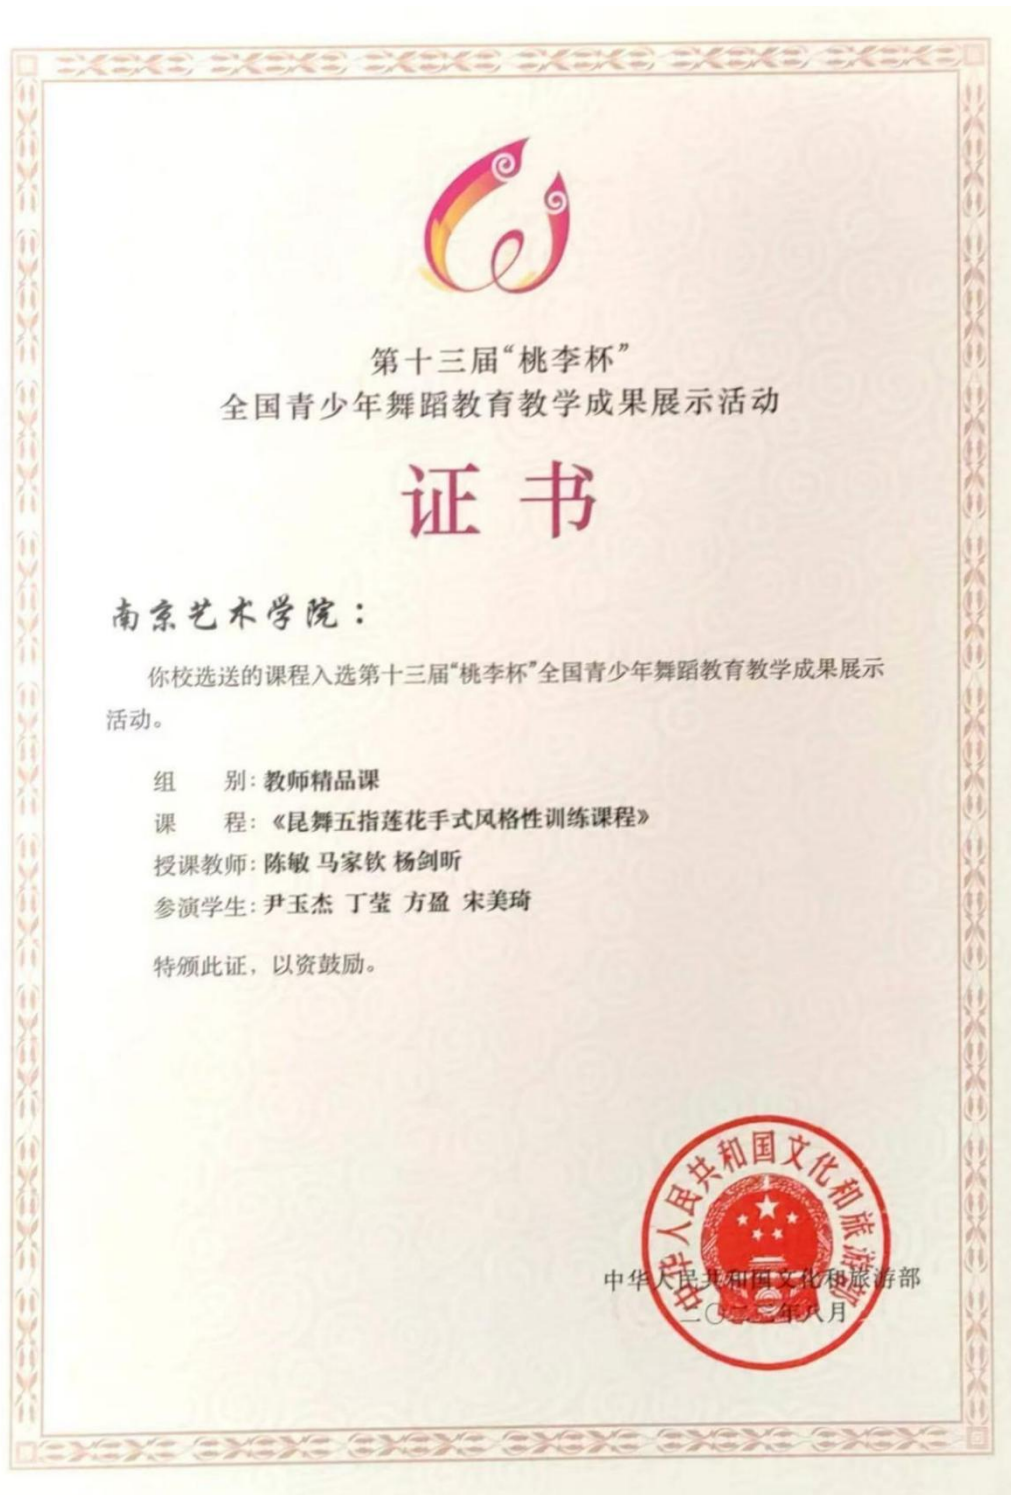 第十三届“桃李杯”
全国青少年舞蹈教育教学成果展示活动
证书
南京艺术学院：
你校选送的课程入选第十三届“桃李杯”全国青少年舞蹈教育教学成果展示
活动。
组 别：教师精品课
课 程：《昆舞五指莲花手式风格性训练课程》
授课教师：陈敏 马家钦 杨剑昕
参演学生：尹玉杰 丁莹 方盈 宋美琦
特颁此证，以资鼓励。
中华人民共和国文化和旅游部
中华人民共和国文化和旅游部
年八月